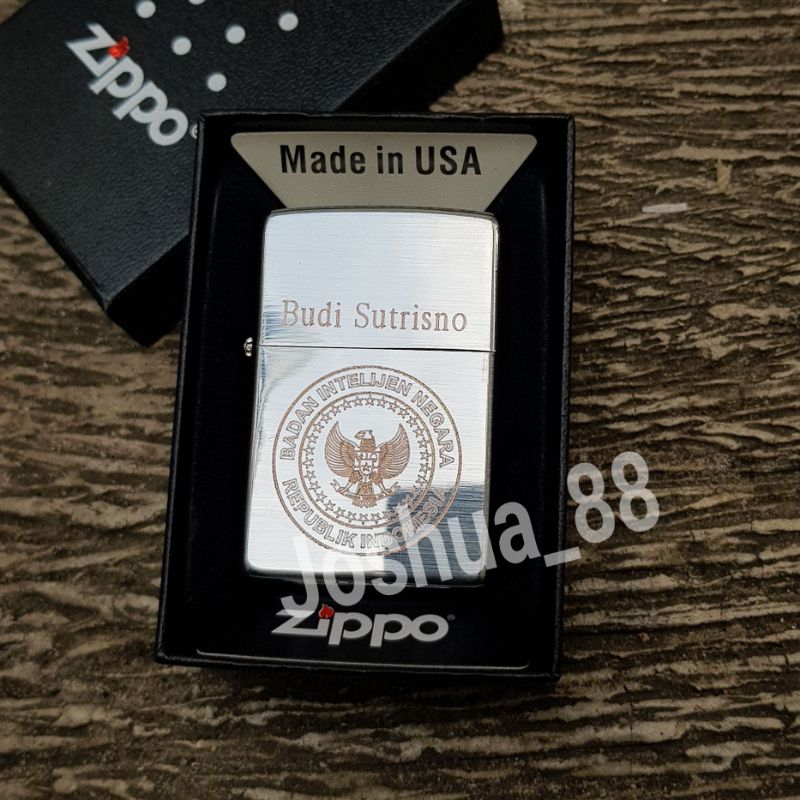 Zippo
Made in USA
Budi Sutrisno
BADAN INTELIJEN NEGARA
REPUBLIK INDONESIA
Joshua_88
Zippo